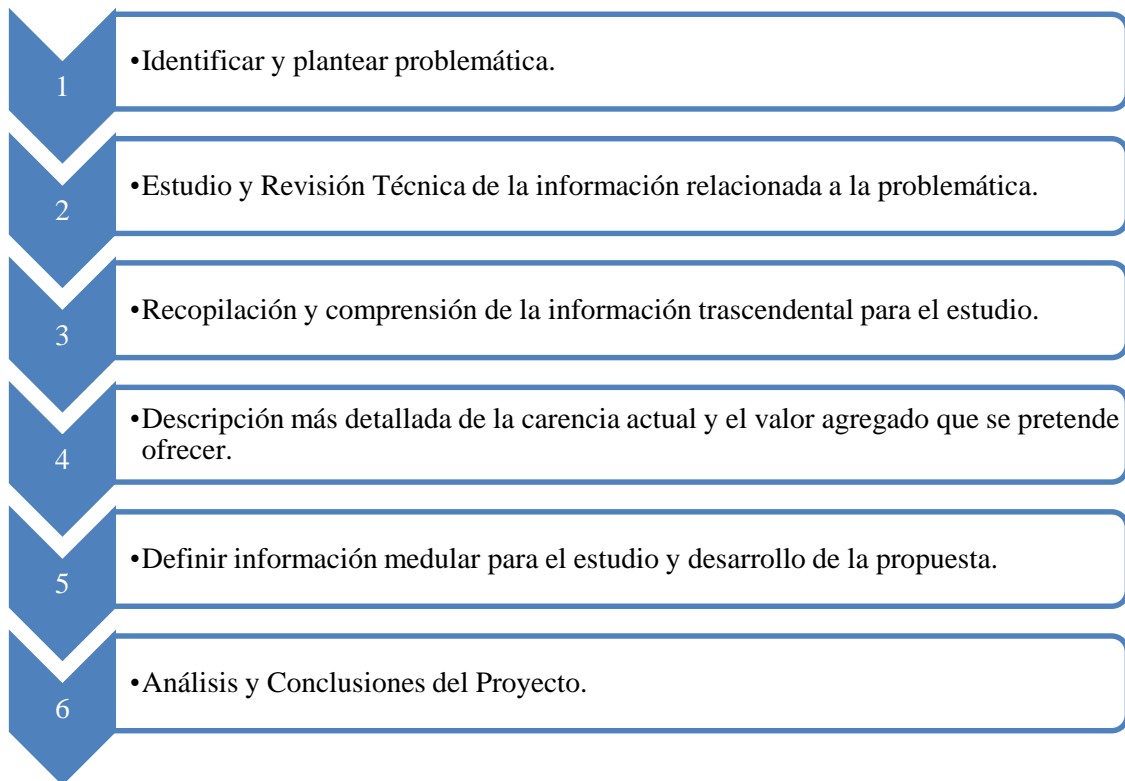 1
•Identificar y plantear problemática.
2
•Estudio y Revisión Técnica de la información relacionada a la problemática.
3
•Recopilación y comprensión de la información trascendental para el estudio.
4
•Descripción más detallada de la carencia actual y el valor agregado que se pretende
ofrecer.
5
•Definir información medular para el estudio y desarrollo de la propuesta.
6
•Análisis y Conclusiones del Proyecto.